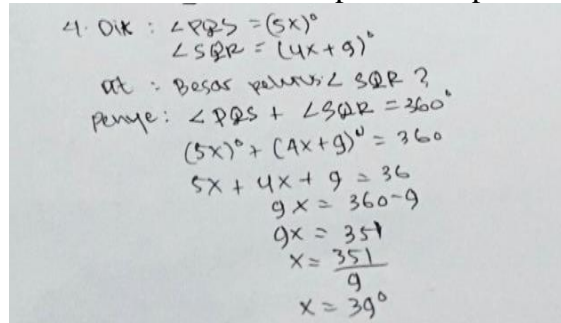 4. Dik : ∠PQS = (5x)°
∠SQR = (4x + 9)°
Dit : Besar pelurus ∠ SQR ?
Penye : ∠PQS + ∠SQR = 360°
(5x)° + (4x + 9)° = 360
5x + 4x + 9 = 36
9x = 360-9
9x = 351
x = 351/9
x = 39°